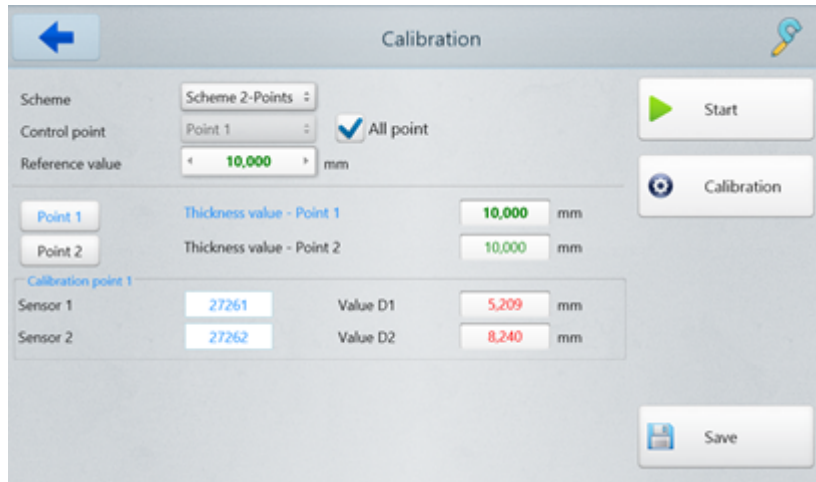 Calibration
Scheme Scheme 2-Points
Control point Point 1 All point
Reference value 10,000 mm
Start
Calibration
Point 1 Thickness value - Point 1 10,000 mm
Point 2 Thickness value - Point 2 10,000 mm
Calibration point 1
Sensor 1 27261 Value D1 5,209 mm
Sensor 2 27262 Value D2 8,240 mm
Save